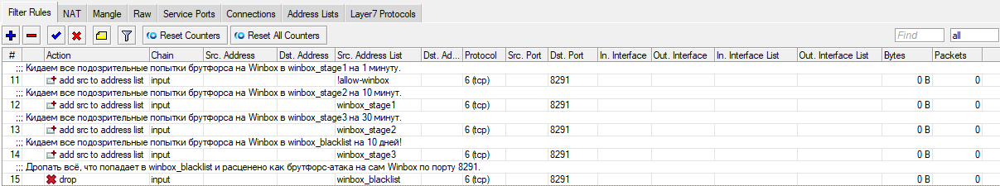 Filter Rules NAT Mangle Raw Service Ports Connections Address Lists Layer7 Protocols
Reset Counters Reset All Counters Find all
# Action Chain Src. Address Dst. Address Src. Address List Dst. Ad... Protocol Src. Port Dst. Port In. Interface Out. Interface In. Interface List Out. Interface List Bytes Packets
;;; Кидаем все подозрительные попытки брутфорса на Winbox в winbox_stage1 на 1 минуту.
11 add src to address list input !allow-winbox 6 (tcp) 8291 0 B 0
;;; Кидаем все подозрительные попытки брутфорса на Winbox в winbox_stage2 на 10 минут.
12 add src to address list input winbox_stage1 6 (tcp) 8291 0 B 0
;;; Кидаем все подозрительные попытки брутфорса на Winbox в winbox_stage3 на 30 минут.
13 add src to address list input winbox_stage2 6 (tcp) 8291 0 B 0
;;; Кидаем все подозрительные попытки брутфорса на Winbox в winbox_blacklist на 10 дней!
14 add src to address list input winbox_stage3 6 (tcp) 8291 0 B 0
;;; Дропать всё, что попадает в winbox_blacklist и расценено как брутфорс-атака на сам Winbox по порту 8291.
15 drop input winbox_blacklist 6 (tcp) 8291 0 B 0